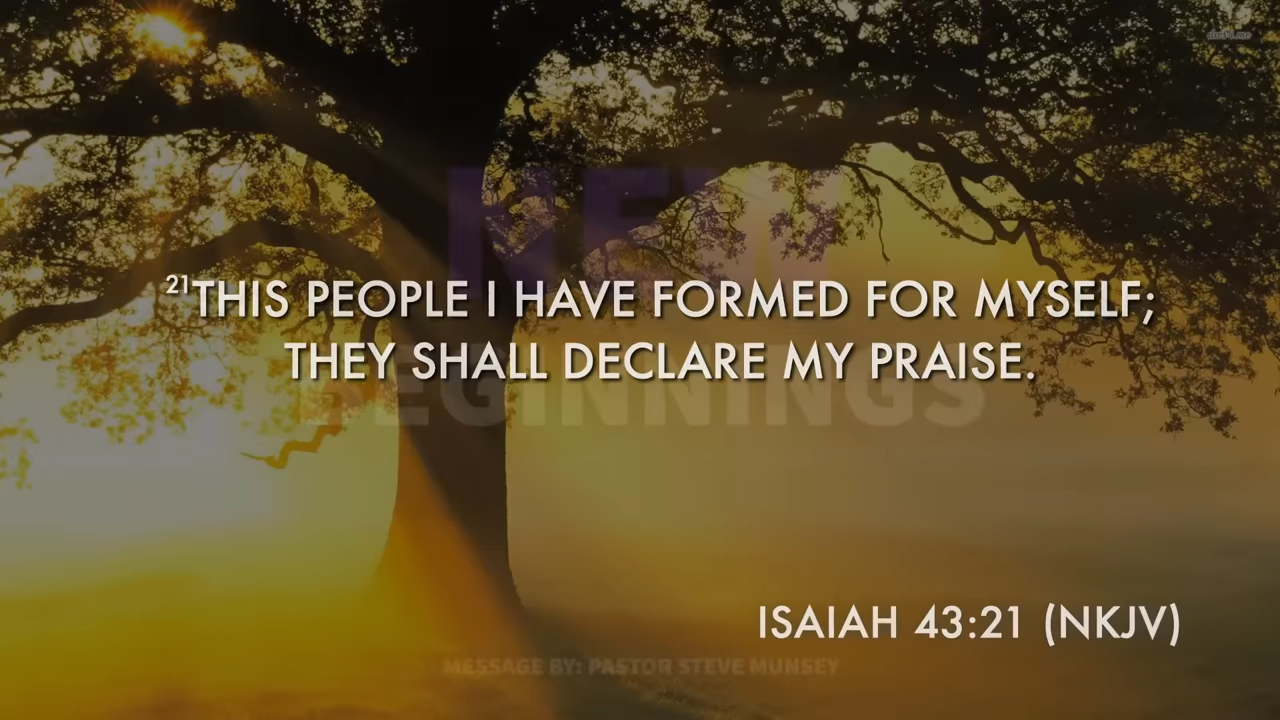 NEW
²¹THIS PEOPLE I HAVE FORMED FOR MYSELF;
THEY SHALL DECLARE MY PRAISE.
BEGINNINGS
ISAIAH 43:21 (NKJV)
MESSAGE BY: PASTOR STEVE MUNSEY